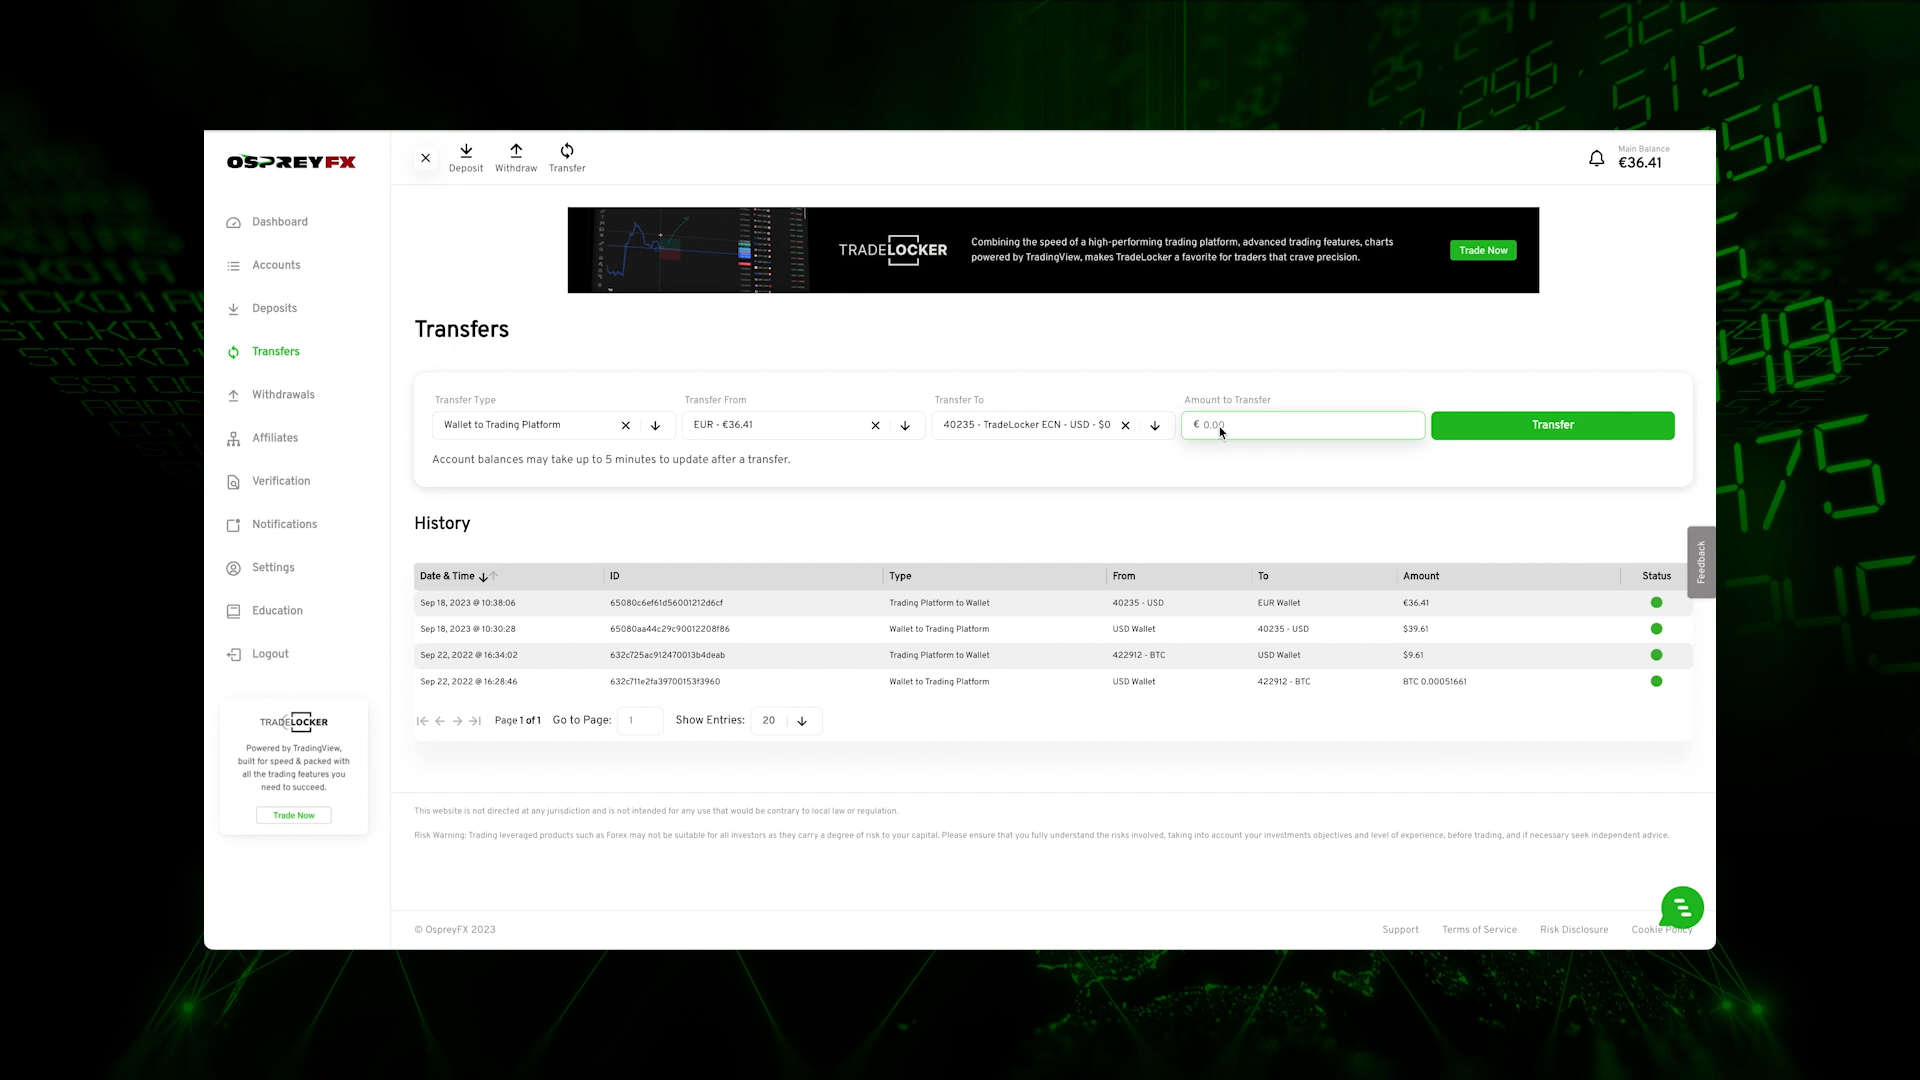 OSPREYFX
Deposit
Withdraw
Transfer
Main Balance
€36.41
Dashboard
Accounts
Deposits
Transfers
Withdrawals
Affiliates
Verification
Notifications
Settings
Education
Logout
TRADELOCKER
Powered by TradingView,
built for speed & packed with
all the trading features you
need to succeed.
Trade Now
TRADELOCKER
Combining the speed of a high-performing trading platform, advanced trading features, charts
powered by TradingView, makes TradeLocker a favorite for traders that crave precision.
Trade Now
Transfers
Transfer Type
Transfer From
Transfer To
Amount to Transfer
Wallet to Trading Platform
EUR - €36.41
40235 - TradeLocker ECN - USD - $0
€ 0.00
Transfer
Account balances may take up to 5 minutes to update after a transfer.
History
Date & Time ID Type From To Amount Status
Sep 18, 2023 @ 10:38:06 65080c6ef61d56001212d6cf Trading Platform to Wallet 40235 - USD EUR Wallet €36.41
Sep 18, 2023 @ 10:30:28 65080aa44c29c90012208f86 Wallet to Trading Platform USD Wallet 40235 - USD $39.61
Sep 22, 2022 @ 16:34:02 632c725ac912470013b4deab Trading Platform to Wallet 422912 - BTC USD Wallet $9.61
Sep 22, 2022 @ 16:28:46 632c711e2fa39700153f3960 Wallet to Trading Platform USD Wallet 422912 - BTC BTC 0.00051661
Page 1 of 1 Go to Page: 1 Show Entries: 20
Feedback
This website is not directed at any jurisdiction and is not intended for any use that would be contrary to local law or regulation.
Risk Warning: Trading leveraged products such as Forex may not be suitable for all investors as they carry a degree of risk to your capital. Please ensure that you fully understand the risks involved, taking into account your investments objectives and level of experience, before trading, and if necessary seek independent advice.
© OspreyFX 2023
Support
Terms of Service
Risk Disclosure
Cookie Policy